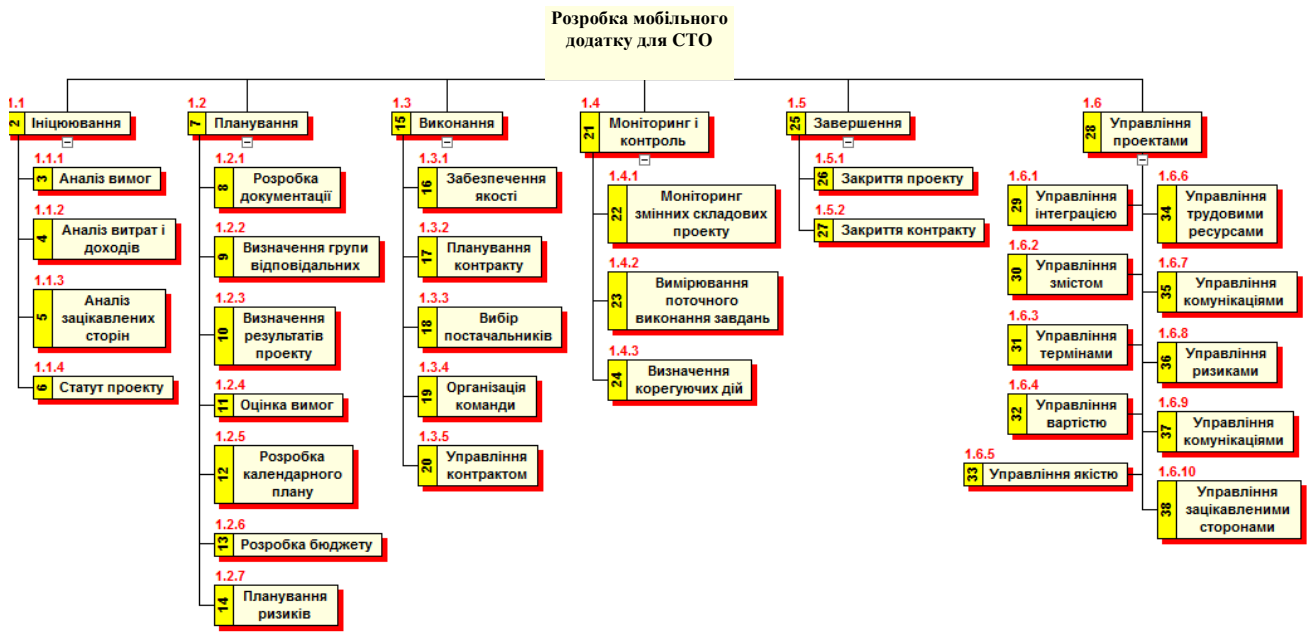 Розробка мобільного
додатку для СТО
1.1
2
Ініцюювання
1.1.1
3
Аналіз вимог
1.1.2
4
Аналіз витрат і
доходів
1.1.3
5
Аналіз
зацікавлених
сторін
1.1.4
6
Статут проекту
1.2
7
Планування
1.2.1
8
Розробка
документації
1.2.2
9
Визначення групи
відповідальних
1.2.3
10
Визначення
результатів
проекту
1.2.4
11
Оцінка вимог
1.2.5
12
Розробка
календарного
плану
1.2.6
13
Розробка бюджету
1.2.7
14
Планування
ризиків
1.3
15
Виконання
1.3.1
16
Забезпечення
якості
1.3.2
17
Планування
контракту
1.3.3
18
Вибір
постачальників
1.3.4
19
Організація
команди
1.3.5
20
Управління
контрактом
1.4
21
Моніторинг і
контроль
1.4.1
22
Моніторинг
змінних складових
проекту
1.4.2
23
Вимірювання
поточного
виконання завдань
1.4.3
24
Визначення
корегуючих дій
1.5
25
Завершення
1.5.1
26
Закриття проекту
1.5.2
27
Закриття контракту
1.6
28
Управління
проектами
1.6.1
29
Управління
інтеграцією
1.6.2
30
Управління
змістом
1.6.3
31
Управління
термінами
1.6.4
32
Управління
вартістю
1.6.5
33
Управління якістю
1.6.6
34
Управління
трудовими
ресурсами
1.6.7
35
Управління
комунікаціями
1.6.8
36
Управління
ризиками
1.6.9
37
Управління
комунікаціями
1.6.10
38
Управління
зацікавленими
сторонами